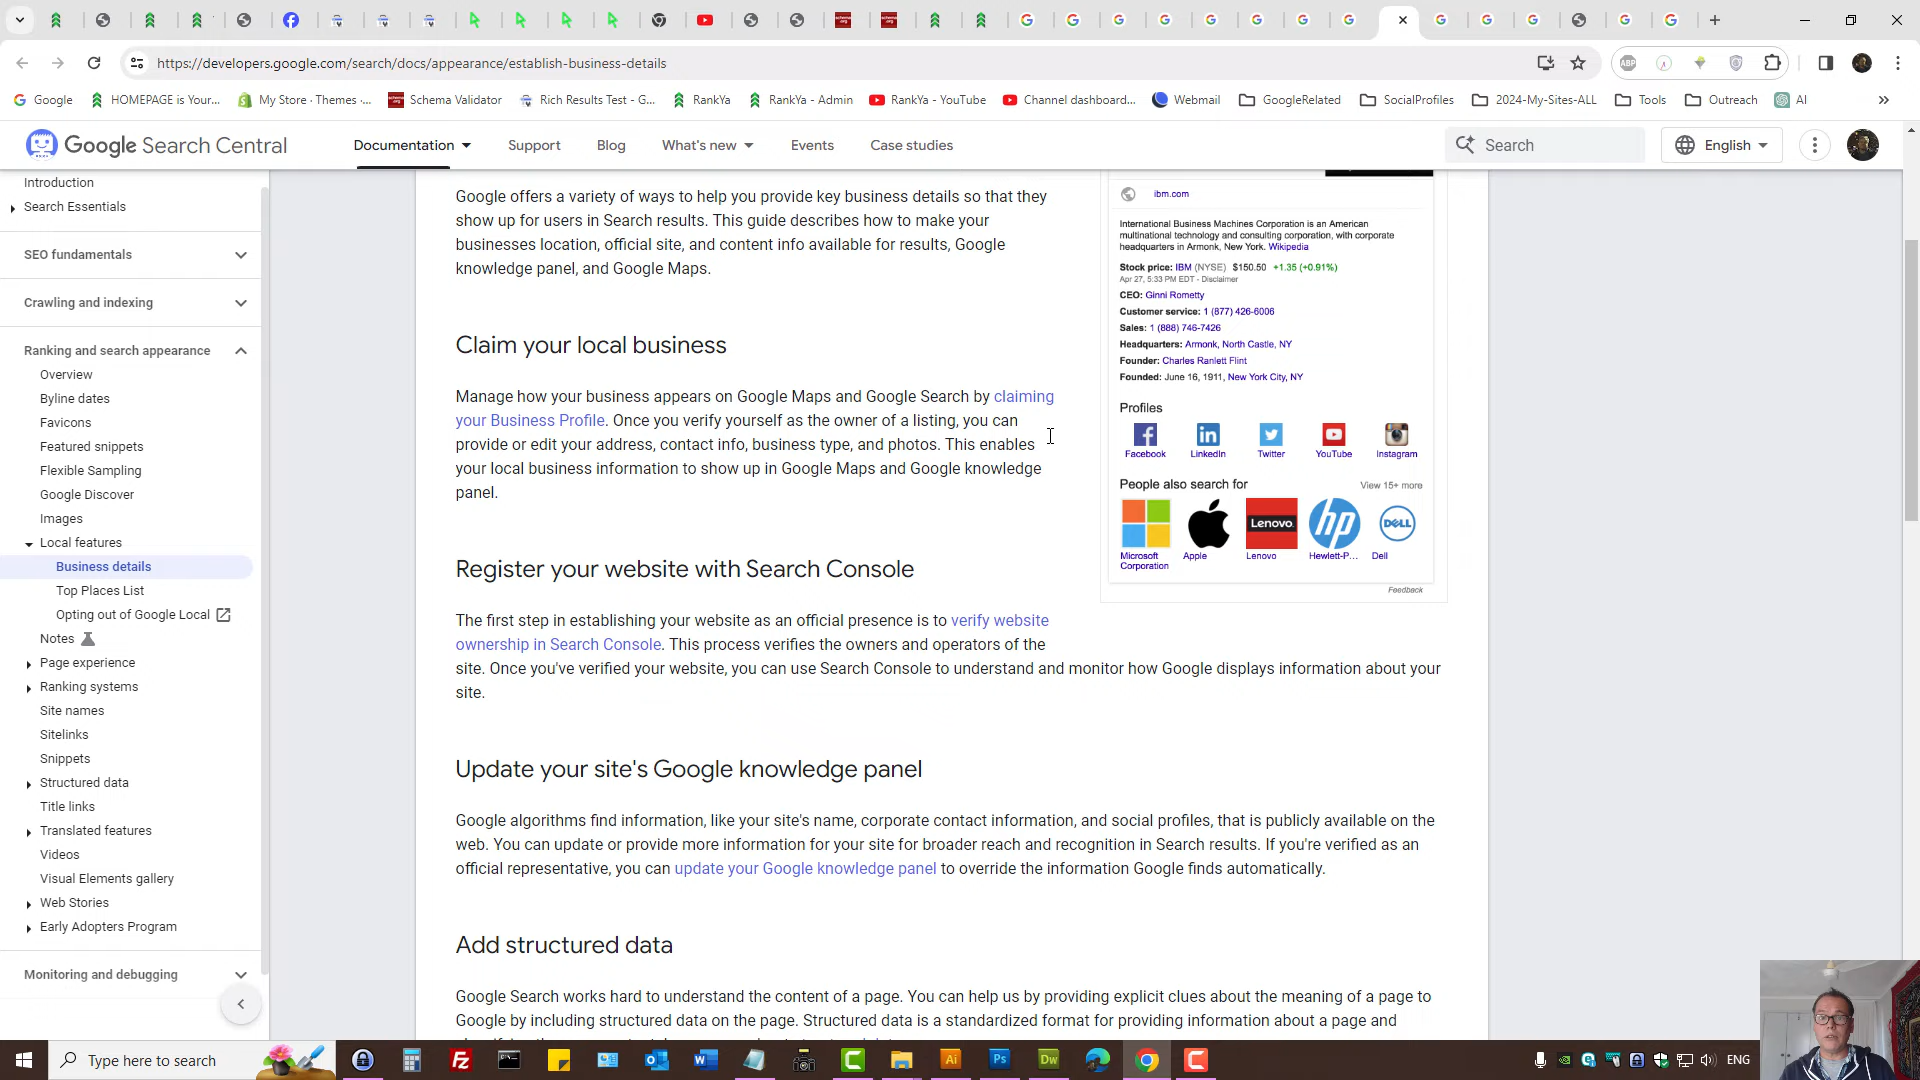 https://developers.google.com/search/docs/appearance/establish-business-details
ABP
Google
HOMEPAGE is Your...
My Store · Themes ·...
Schema Validator
Rich Results Test - G...
RankYa
RankYa - Admin
RankYa - YouTube
Channel dashboard...
Webmail
GoogleRelated
SocialProfiles
2024-My-Sites-ALL
Tools
Outreach
AI
Google Search Central
Documentation
Support
Blog
What's new
Events
Case studies
Search
English
Introduction
Search Essentials
SEO fundamentals
Crawling and indexing
Ranking and search appearance
Overview
Byline dates
Favicons
Featured snippets
Flexible Sampling
Google Discover
Images
Local features
Business details
Top Places List
Opting out of Google Local
Notes
Page experience
Ranking systems
Site names
Sitelinks
Snippets
Structured data
Title links
Translated features
Videos
Visual Elements gallery
Web Stories
Early Adopters Program
Monitoring and debugging
Google offers a variety of ways to help you provide key business details so that they
show up for users in Search results. This guide describes how to make your
businesses location, official site, and content info available for results, Google
knowledge panel, and Google Maps.
Claim your local business
Manage how your business appears on Google Maps and Google Search by claiming
your Business Profile. Once you verify yourself as the owner of a listing, you can
provide or edit your address, contact info, business type, and photos. This enables
your local business information to show up in Google Maps and Google knowledge
panel.
Register your website with Search Console
The first step in establishing your website as an official presence is to verify website
ownership in Search Console. This process verifies the owners and operators of the
site. Once you've verified your website, you can use Search Console to understand and monitor how Google displays information about your
site.
Update your site's Google knowledge panel
Google algorithms find information, like your site's name, corporate contact information, and social profiles, that is publicly available on the
web. You can update or provide more information for your site for broader reach and recognition in Search results. If you're verified as an
official representative, you can update your Google knowledge panel to override the information Google finds automatically.
Add structured data
Google Search works hard to understand the content of a page. You can help us by providing explicit clues about the meaning of a page to
Google by including structured data on the page. Structured data is a standardized format for providing information about a page and
ibm.com
International Business Machines Corporation is an American
multinational technology and consulting corporation, with corporate
headquarters in Armonk, New York. Wikipedia
Stock price: IBM (NYSE) $150.50 +1.35 (+0.91%)
Apr 27, 5:33 PM EDT - Disclaimer
CEO: Ginni Rometty
Customer service: 1 (877) 426-6006
Sales: 1 (888) 746-7426
Headquarters: Armonk, North Castle, NY
Founder: Charles Ranlett Flint
Founded: June 16, 1911, New York City, NY
Profiles
Facebook
LinkedIn
Twitter
YouTube
Instagram
People also search for
View 15+ more
Lenovo
hp
DELL
Microsoft
Corporation
Apple
Lenovo
Hewlett-P...
Dell
Feedback
Type here to search
Ai
Ps
Dw
ENG